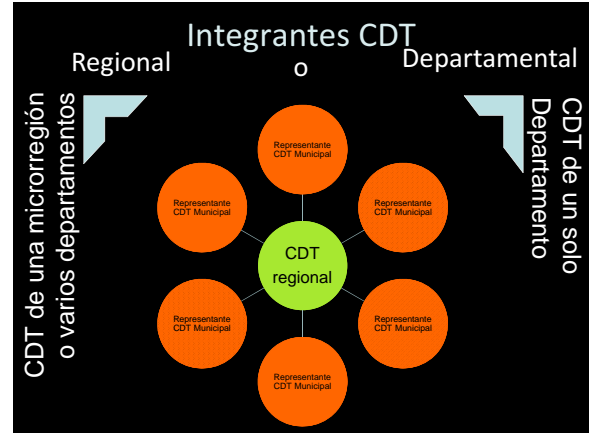 Integrantes CDT
Regional
o
Departamental
CDT de una microrregión
o varios departamentos
CDT de un solo
Departamento
Representante
CDT Municipal
Representante
CDT Municipal
Representante
CDT Municipal
CDT
regional
Representante
CDT Municipal
Representante
CDT Municipal
Representante
CDT Municipal